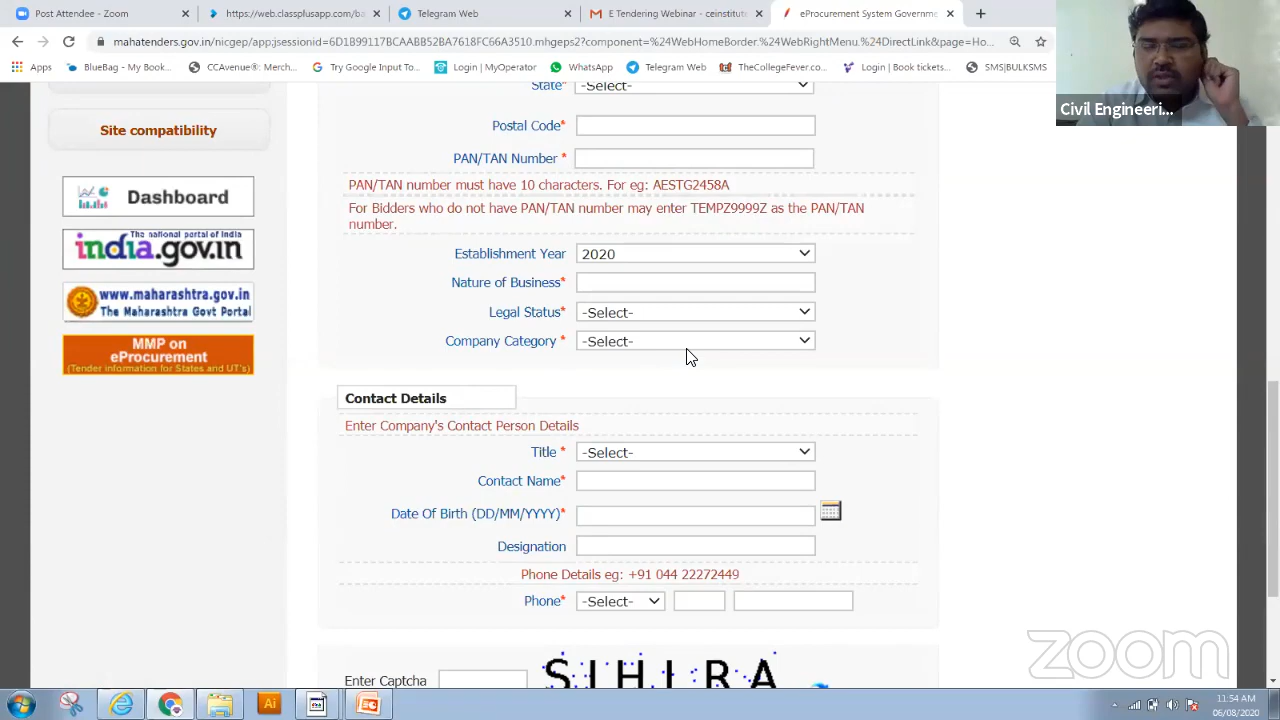 Post Attendee - Zoom
https://web.classplusapp.com/ba
Telegram Web
E Tendering Webinar - ceinstitute
eProcurement System Governme
mahatenders.gov.in/nicgep/app;jsessionid=6D1B99117BCAABB52BA7618FC66A3510.mhgeps2?component=%24WebHomeBorder.%24WebRightMenu.%24DirectLink&page=Ho...
Apps
BlueBag - My Book...
CCAvenue®: Merch...
Try Google Input To...
Login | MyOperator
WhatsApp
Telegram Web
TheCollegeFever.co...
Login | Book tickets...
SMS|BULKSMS
Civil Engineeri...
State*
-Select-
Site compatibility
Postal Code*
PAN/TAN Number *
PAN/TAN number must have 10 characters. For eg: AESTG2458A
For Bidders who do not have PAN/TAN number may enter TEMPZ9999Z as the PAN/TAN
number.
Dashboard
The national portal of India
india.gov.in
www.maharashtra.gov.in
The Maharashtra Govt Portal
MMP on
eProcurement
(Tender information for States and UT's)
Establishment Year
2020
Nature of Business*
Legal Status*
-Select-
Company Category *
-Select-
Contact Details
Enter Company's Contact Person Details
Title *
-Select-
Contact Name*
Date Of Birth (DD/MM/YYYY)*
Designation
Phone Details eg: +91 044 22272449
Phone*
-Select-
Enter Captcha
SIHIRA
zoom
Ai
11:54 AM
06/08/2020